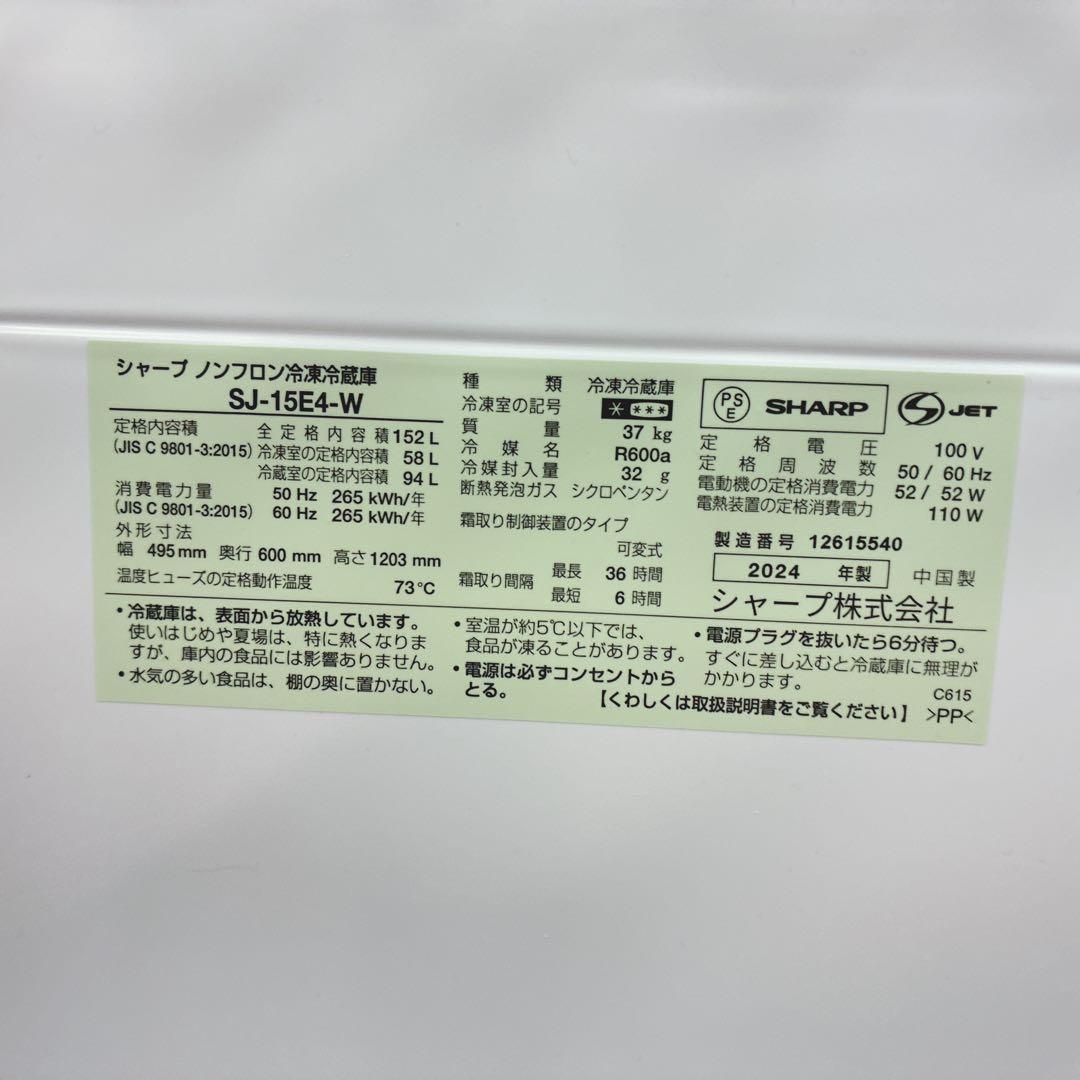 シャープ ノンフロン冷凍冷蔵庫
SJ-15E4-W
定格内容積
(JIS C 9801-3:2015)
全定格内容積 152 L
冷凍室の定格内容積 58 L
冷蔵室の定格内容積 94 L
消費電力量
(JIS C 9801-3:2015)
50 Hz 265 kWh/年
60 Hz 265 kWh/年
外形寸法
幅 495 mm 奥行 600 mm 高さ 1203 mm
温度ヒューズの定格動作温度 73℃
種類 冷凍冷蔵庫
冷凍室の記号 * ***
質量 37 kg
冷媒名 R600a
冷媒封入量 32 g
断熱発泡ガス シクロペンタン
霜取り制御装置のタイプ
可変式
霜取り間隔
最長 36 時間
最短 6 時間
PS
E
SHARP
JET
定格電圧 100 V
定格周波数 50 / 60 Hz
電動機の定格消費電力 52 / 52 W
電熱装置の定格消費電力 110 W
製造番号 12615540
2024 年製 中国製
シャープ株式会社
・冷蔵庫は、表面から放熱しています。
使いはじめや夏場は、特に熱くなりま
すが、庫内の食品には影響ありません。
・水気の多い食品は、棚の奥に置かない。
・室温が約5℃以下では、
食品が凍ることがあります。
・電源は必ずコンセントから
とる。
・電源プラグを抜いたら6分待つ。
すぐに差し込むと冷蔵庫に無理が
かかります。
C615
【くわしくは取扱説明書をご覧ください】 >PP<